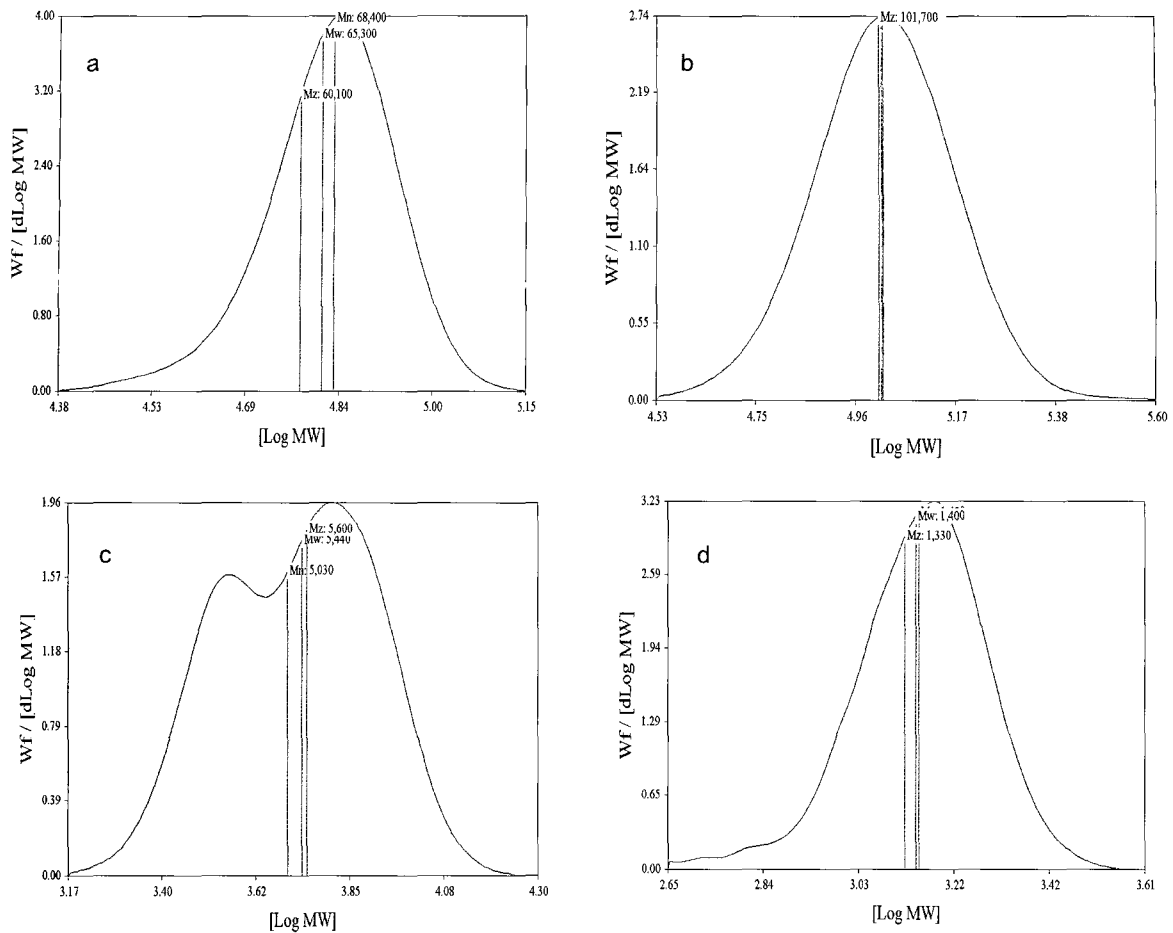 a
Mn: 68,400
Mw: 65,300
Mz: 60,100
4.00
3.20
2.40
1.60
0.80
0.00
Wf / [dLog MW]
4.38 4.53 4.69 4.84 5.00 5.15
[Log MW]
b
Mz: 101,700
2.74
2.19
1.64
1.10
0.55
0.00
Wf / [dLog MW]
4.53 4.75 4.96 5.17 5.38 5.60
[Log MW]
c
Mz: 5,600
Mw: 5,440
Mn: 5,030
1.96
1.57
1.18
0.79
0.39
0.00
Wf / [dLog MW]
3.17 3.40 3.62 3.85 4.08 4.30
[Log MW]
d
Mw: 1,400
Mz: 1,330
3.23
2.59
1.94
1.29
0.65
0.00
Wf / [dLog MW]
2.65 2.84 3.03 3.22 3.42 3.61
[Log MW]